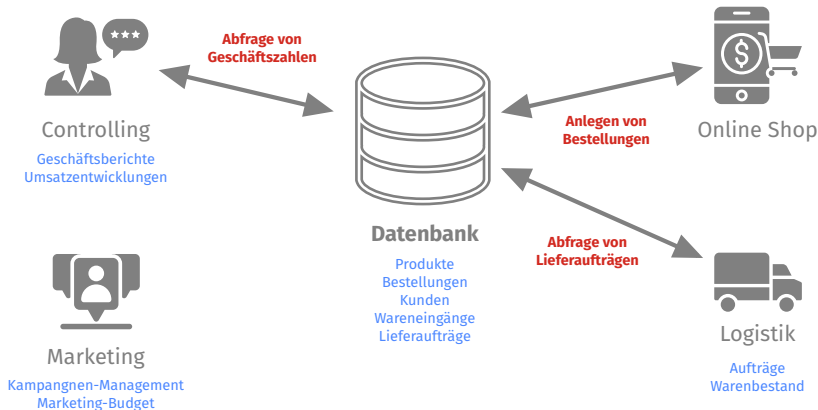 Abfrage von
Geschäftszahlen
Controlling
Geschäftsberichte
Umsatzentwicklungen
Anlegen von
Bestellungen
Online Shop
Datenbank
Produkte
Bestellungen
Kunden
Wareneingänge
Lieferaufträge
Abfrage von
Lieferaufträgen
Logistik
Aufträge
Warenbestand
Marketing
Kampangnen-Management
Marketing-Budget